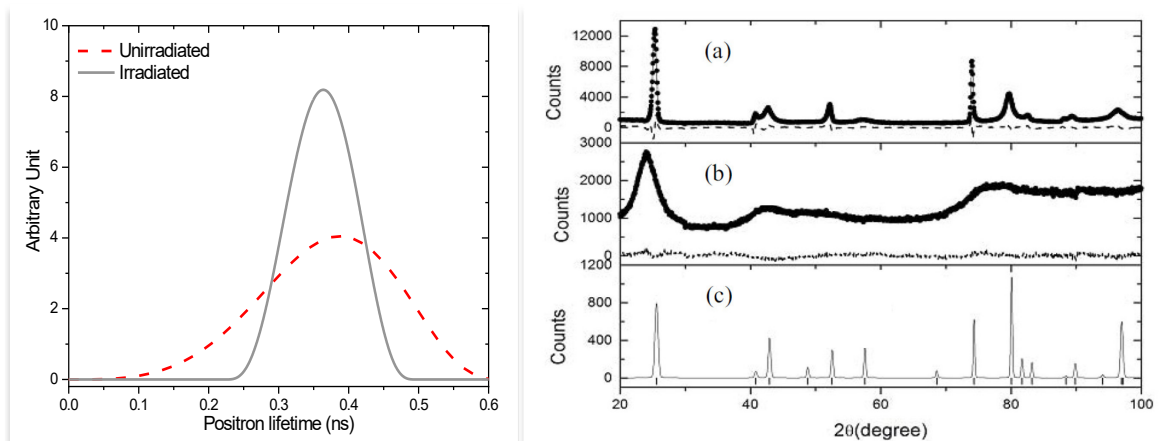 10
8
6
4
2
0
Arbitrary Unit
Unirradiated
Irradiated
0.0 0.1 0.2 0.3 0.4 0.5 0.6
Positron lifetime (ns)
12000
8000
4000
0
Counts
(a)
3000
2000
1000
0
Counts
(b)
1200
800
400
0
Counts
(c)
20 40 60 80 100
2θ(degree)